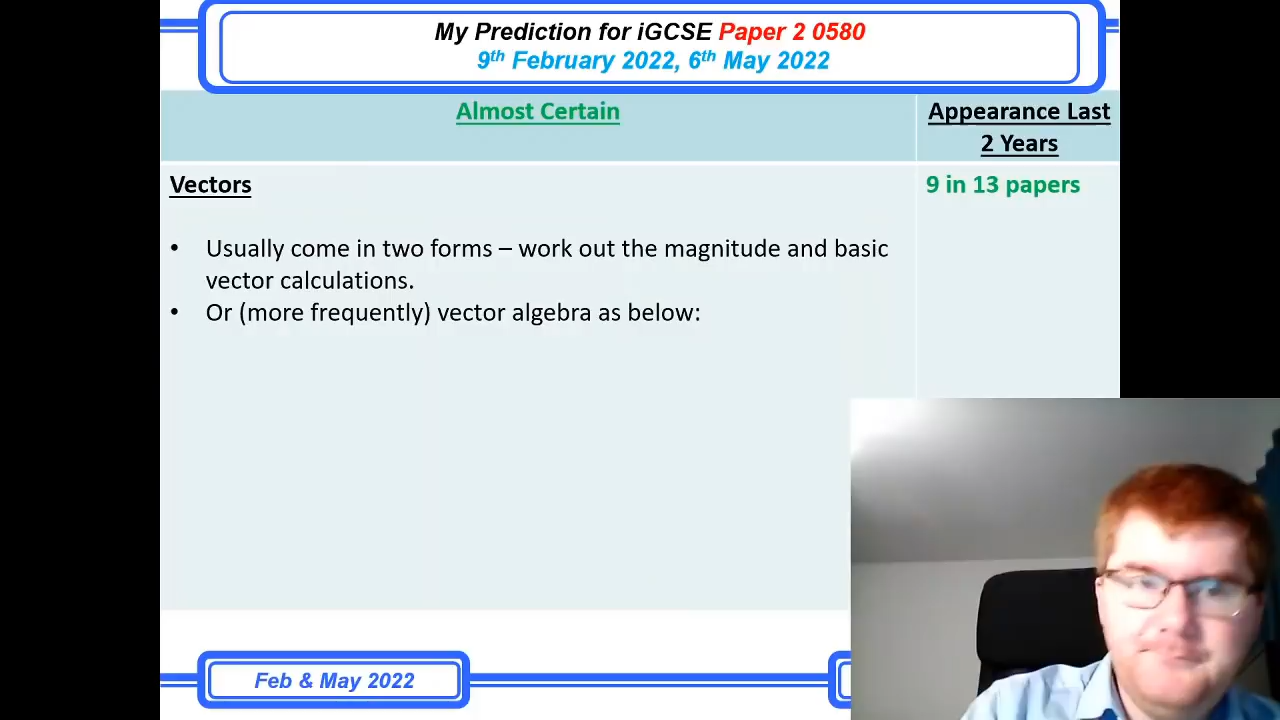 My Prediction for iGCSE Paper 2 0580
9th February 2022, 6th May 2022
Almost Certain
Appearance Last
2 Years
Vectors
9 in 13 papers
• Usually come in two forms – work out the magnitude and basic
vector calculations.
• Or (more frequently) vector algebra as below:
Feb & May 2022